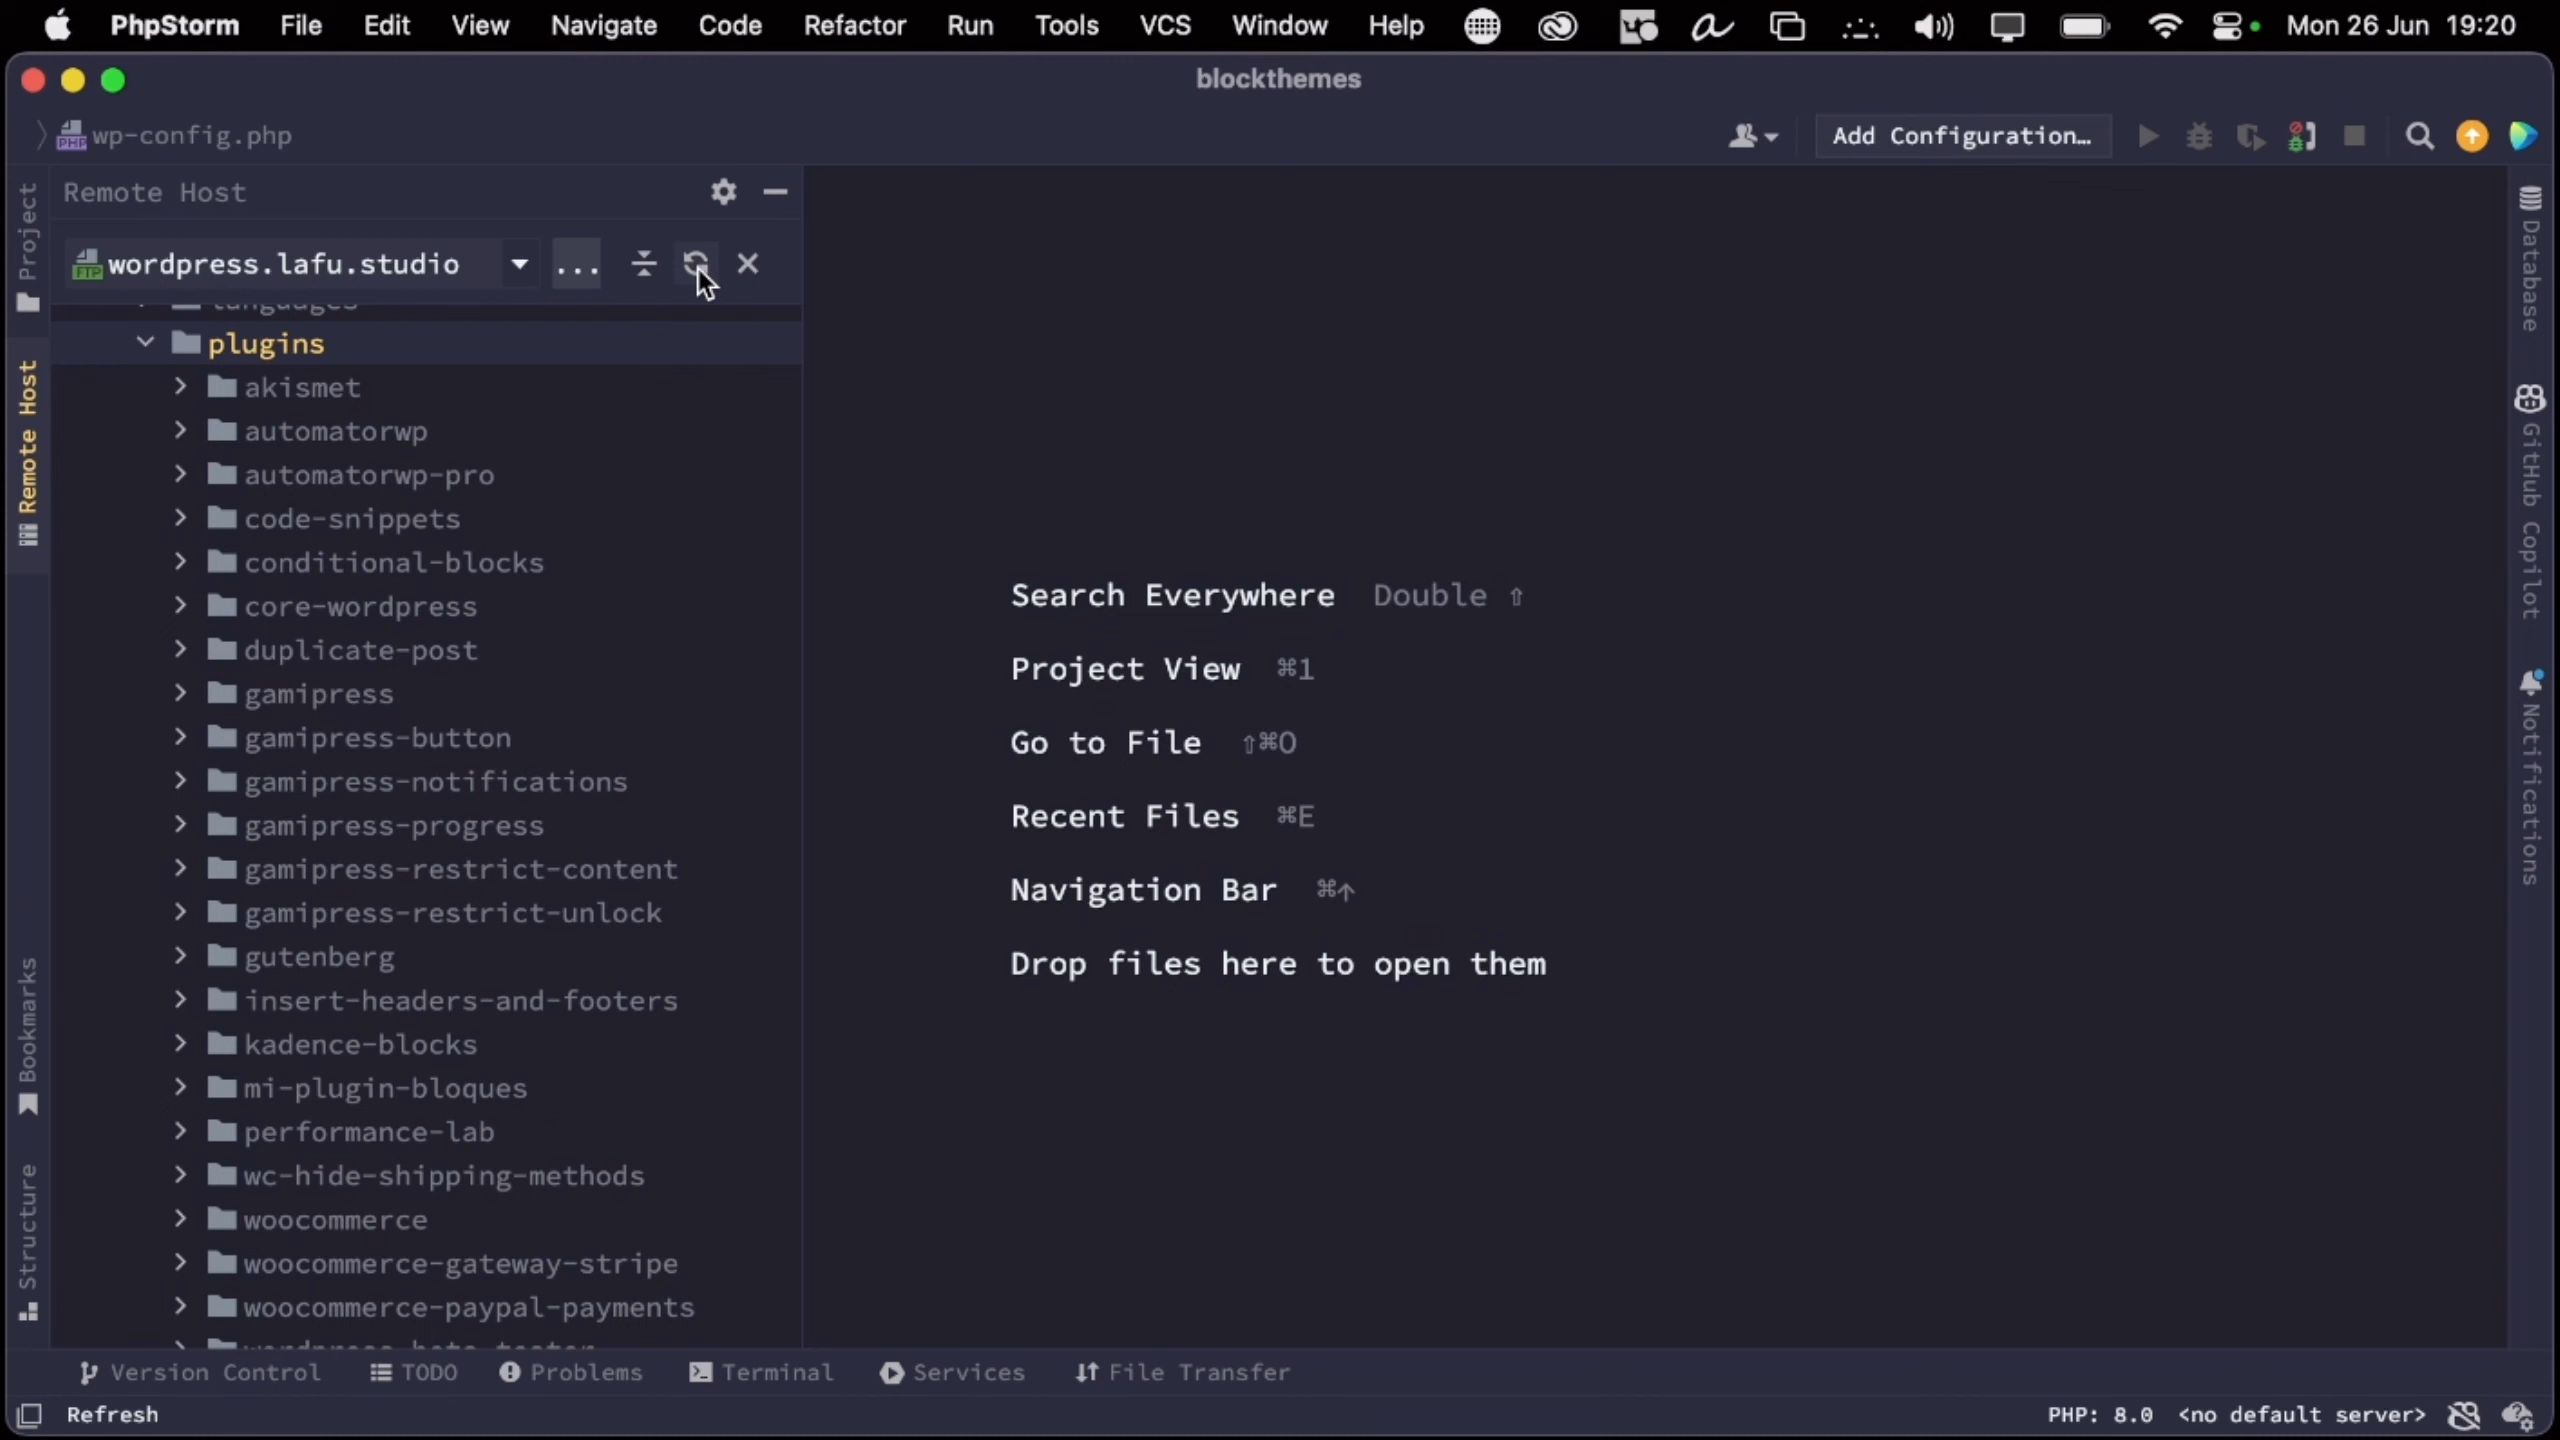 PhpStorm File Edit View Navigate Code Refactor Run Tools VCS Window Help Mon 26 Jun 19:20
blockthemes
wp-config.php
Add Configuration…
Remote Host
wordpress.lafu.studio
...
languages
plugins
akismet
automatorwp
automatorwp-pro
code-snippets
conditional-blocks
core-wordpress
duplicate-post
gamipress
gamipress-button
gamipress-notifications
gamipress-progress
gamipress-restrict-content
gamipress-restrict-unlock
gutenberg
insert-headers-and-footers
kadence-blocks
mi-plugin-bloques
performance-lab
wc-hide-shipping-methods
woocommerce
woocommerce-gateway-stripe
woocommerce-paypal-payments
wordpress-beta-tester
Project
Remote Host
Bookmarks
Structure
Search Everywhere Double ⇧
Project View ⌘1
Go to File ⇧⌘O
Recent Files ⌘E
Navigation Bar ⌘↑
Drop files here to open them
Database
GitHub Copilot
Notifications
Version Control TODO Problems Terminal Services File Transfer
Refresh PHP: 8.0 <no default server>